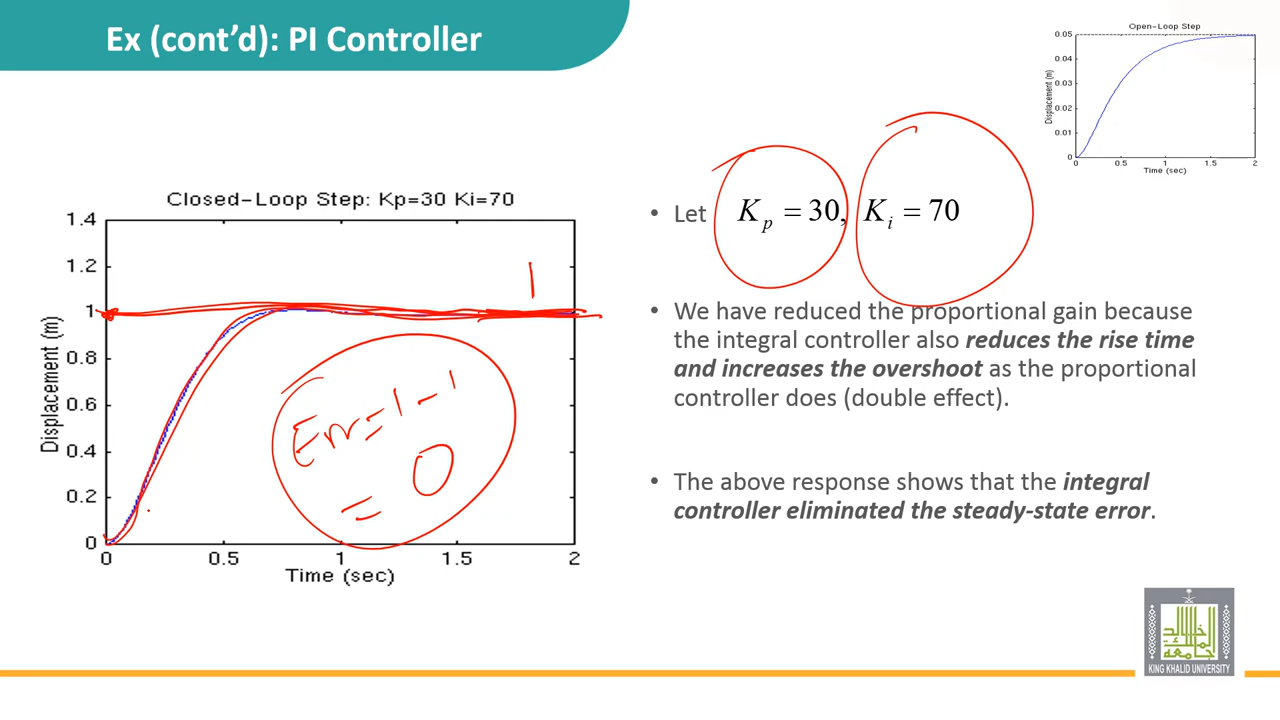 Ex (cont’d): PI Controller
Open-Loop Step
0.05
0.04
0.03
0.02
0.01
0
Displacement (m)
0 0.5 1 1.5 2
Time (sec)
Closed-Loop Step: Kp=30 Ki=70
1.4
1.2
1
0.8
0.6
0.4
0.2
0
Displacement (m)
0 0.5 1 1.5 2
Time (sec)
1
Err=1-1
= 0
• Let Kp = 30, Ki = 70
• We have reduced the proportional gain because
the integral controller also reduces the rise time
and increases the overshoot as the proportional
controller does (double effect).
• The above response shows that the integral
controller eliminated the steady-state error.
جامعة الملك خالد
KING KHALID UNIVERSITY